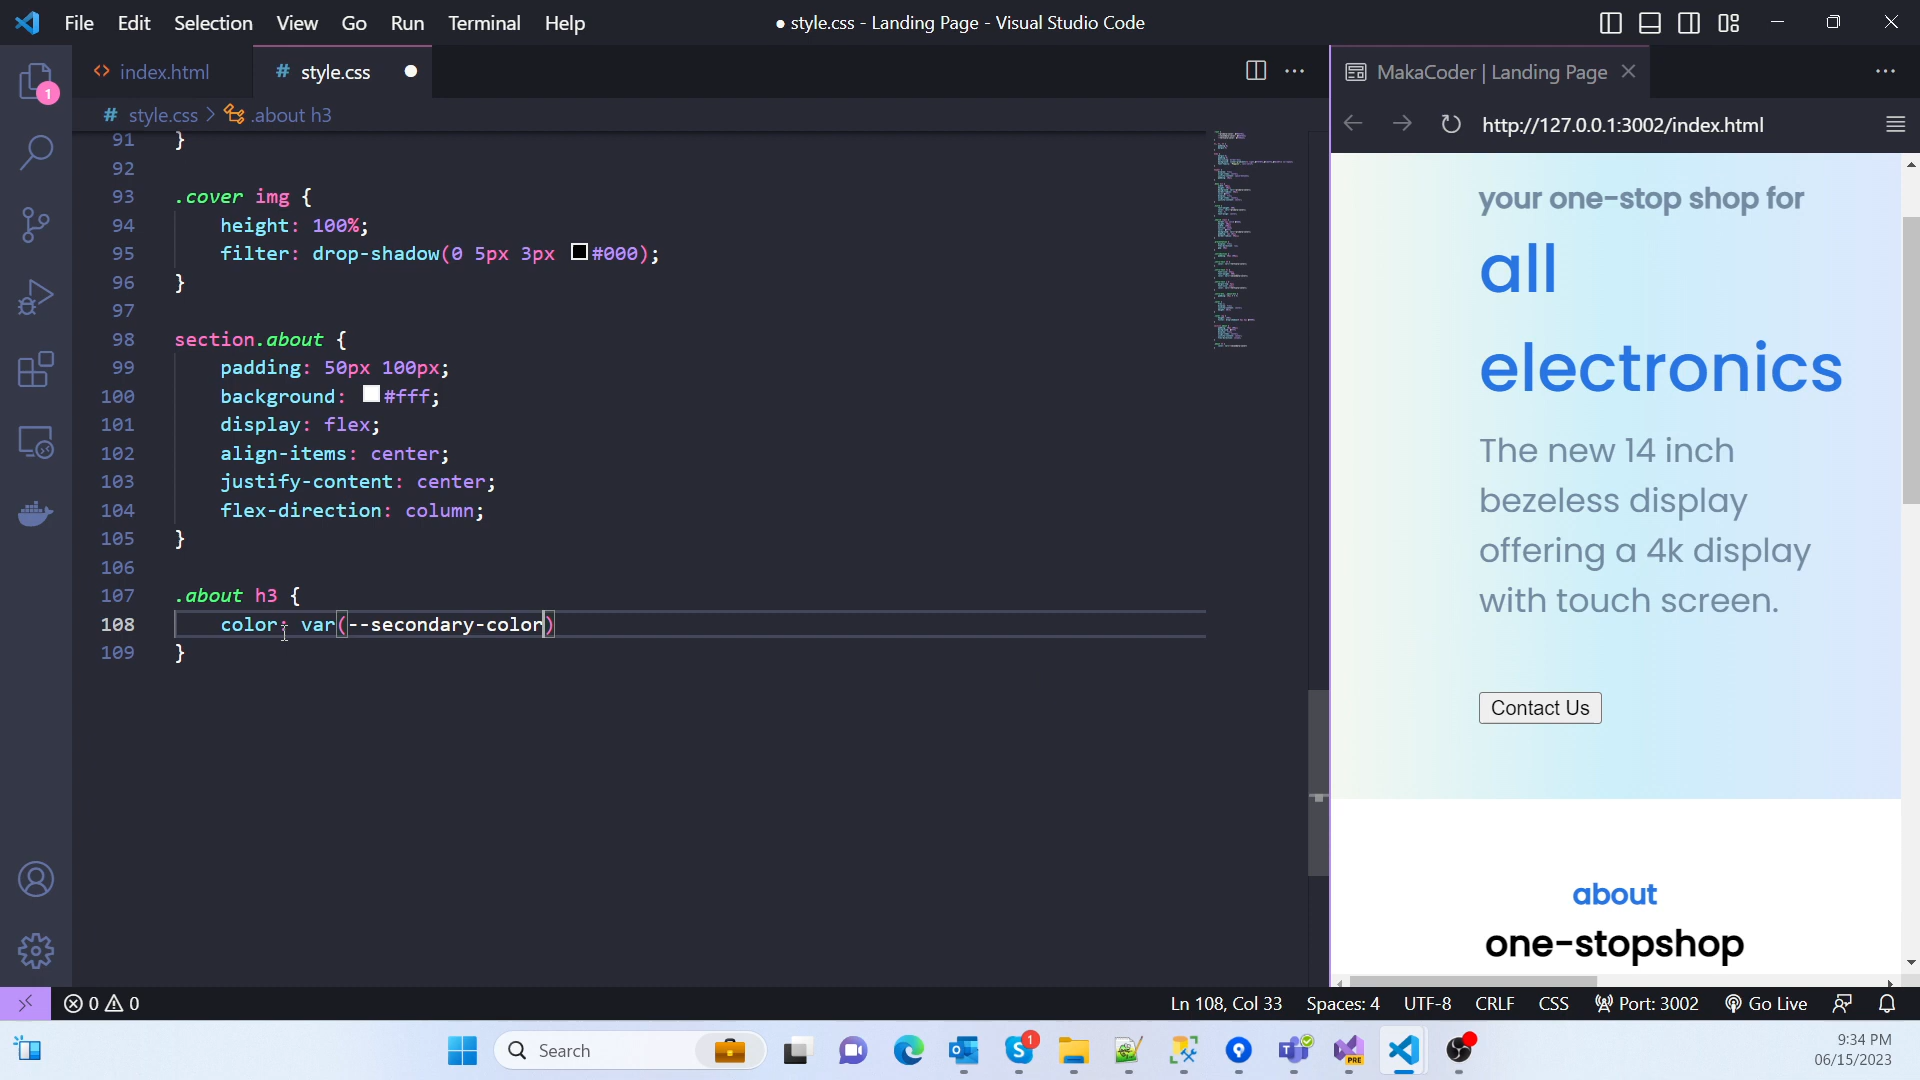 File Edit Selection View Go Run Terminal Help
● style.css - Landing Page - Visual Studio Code
<> index.html
# style.css ●
MakaCoder | Landing Page
1
# style.css > .about h3
http://127.0.0.1:3002/index.html
91 }
92
93 .cover img {
94 height: 100%;
95 filter: drop-shadow(0 5px 3px #000);
96 }
97
98 section.about {
99 padding: 50px 100px;
100 background: #fff;
101 display: flex;
102 align-items: center;
103 justify-content: center;
104 flex-direction: column;
105 }
106
107 .about h3 {
108 color: var(--secondary-color)
109 }
your one-stop shop for
all
electronics
The new 14 inch
bezeless display
offering a 4k display
with touch screen.
Contact Us
about
one-stopshop
0 0
Ln 108, Col 33 Spaces: 4 UTF-8 CRLF CSS Port: 3002 Go Live
Search
1
PRE
9:34 PM
06/15/2023